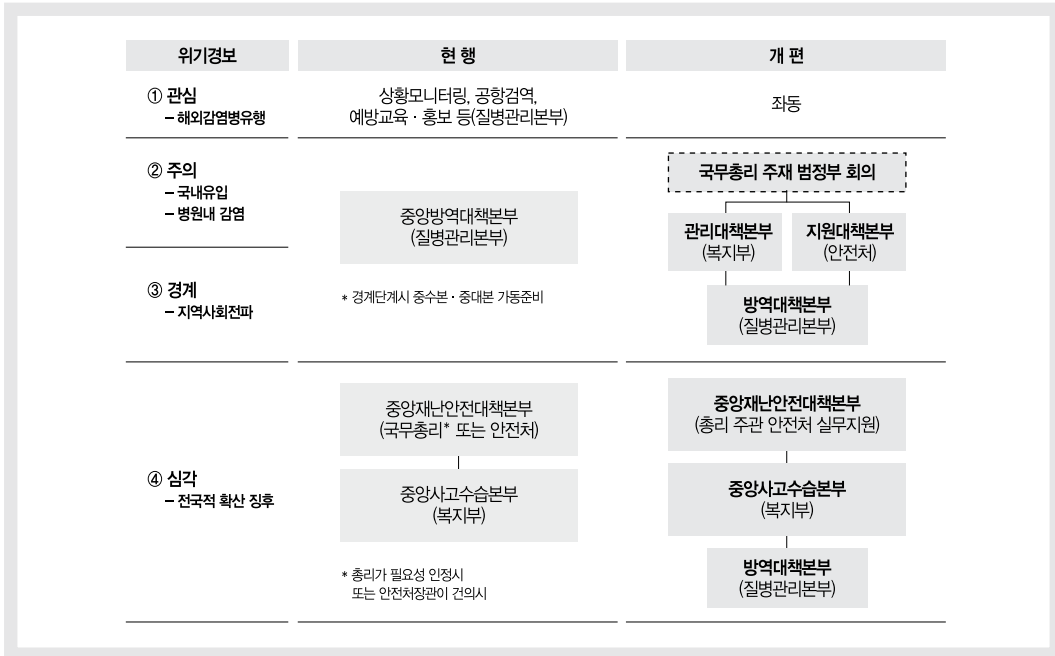 위기경보
현 행
개 편
① 관심
– 해외감염병유행
상황모니터링, 공항검역,
예방교육 · 홍보 등(질병관리본부)
좌동
② 주의
– 국내유입
– 병원내 감염
③ 경계
– 지역사회전파
중앙방역대책본부
(질병관리본부)
* 경계단계시 중수본 · 중대본 가동준비
국무총리 주재 범정부 회의
관리대책본부
(복지부)
지원대책본부
(안전처)
방역대책본부
(질병관리본부)
④ 심각
– 전국적 확산 징후
중앙재난안전대책본부
(국무총리* 또는 안전처)
중앙사고수습본부
(복지부)
* 총리가 필요성 인정시
또는 안전처장관이 건의시
중앙재난안전대책본부
(총리 주관 안전처 실무지원)
중앙사고수습본부
(복지부)
방역대책본부
(질병관리본부)